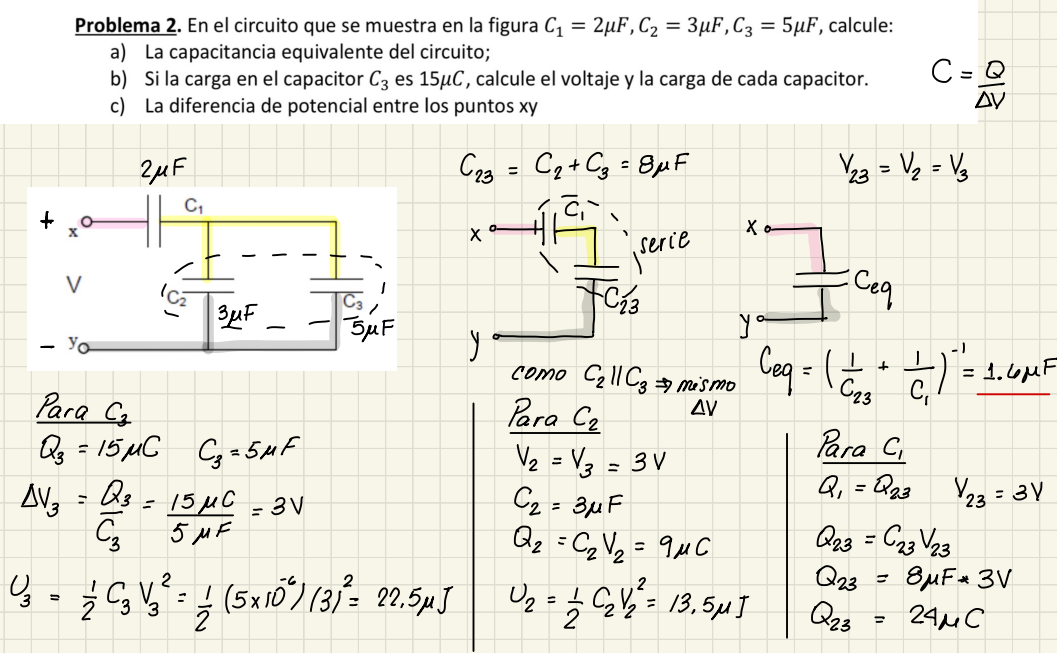 Problema 2. En el circuito que se muestra en la figura C₁ = 2μF, C₂ = 3μF, C₃ = 5μF, calcule:
a) La capacitancia equivalente del circuito;
b) Si la carga en el capacitor C₃ es 15μC, calcule el voltaje y la carga de cada capacitor.
c) La diferencia de potencial entre los puntos xy
C = Q/ΔV
2μF
C₁
+ x
V
C₂
3μF
C₃
5μF
- y
C₂₃ = C₂ + C₃ = 8μF
x
C₁
serie
C₂₃
y
V₂₃ = V₂ = V₃
x
Ceq
y
como C₂ || C₃ ⇒ mismo ΔV
Ceq = (1/C₂₃ + 1/C₁)⁻¹ = 1.6μF
Para C₃
Q₃ = 15μC C₃ = 5μF
ΔV₃ = Q₃/C₃ = 15μC/5μF = 3V
U₃ = 1/2 C₃ V₃² = 1/2 (5x10⁻⁶)(3)² = 22,5μJ
Para C₂
V₂ = V₃ = 3V
C₂ = 3μF
Q₂ = C₂V₂ = 9μC
U₂ = 1/2 C₂V₂² = 13,5μJ
Para C₁
Q₁ = Q₂₃ V₂₃ = 3V
Q₂₃ = C₂₃V₂₃
Q₂₃ = 8μF * 3V
Q₂₃ = 24μC